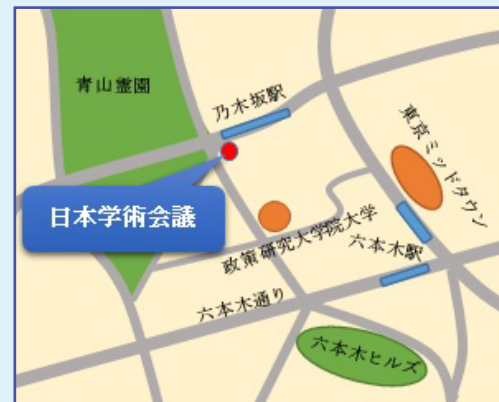 青山霊園
乃木坂駅
東京ミッドタウン
日本学術会議
政策研究大学院大学
六本木駅
六本木通り
六本木ヒルズ